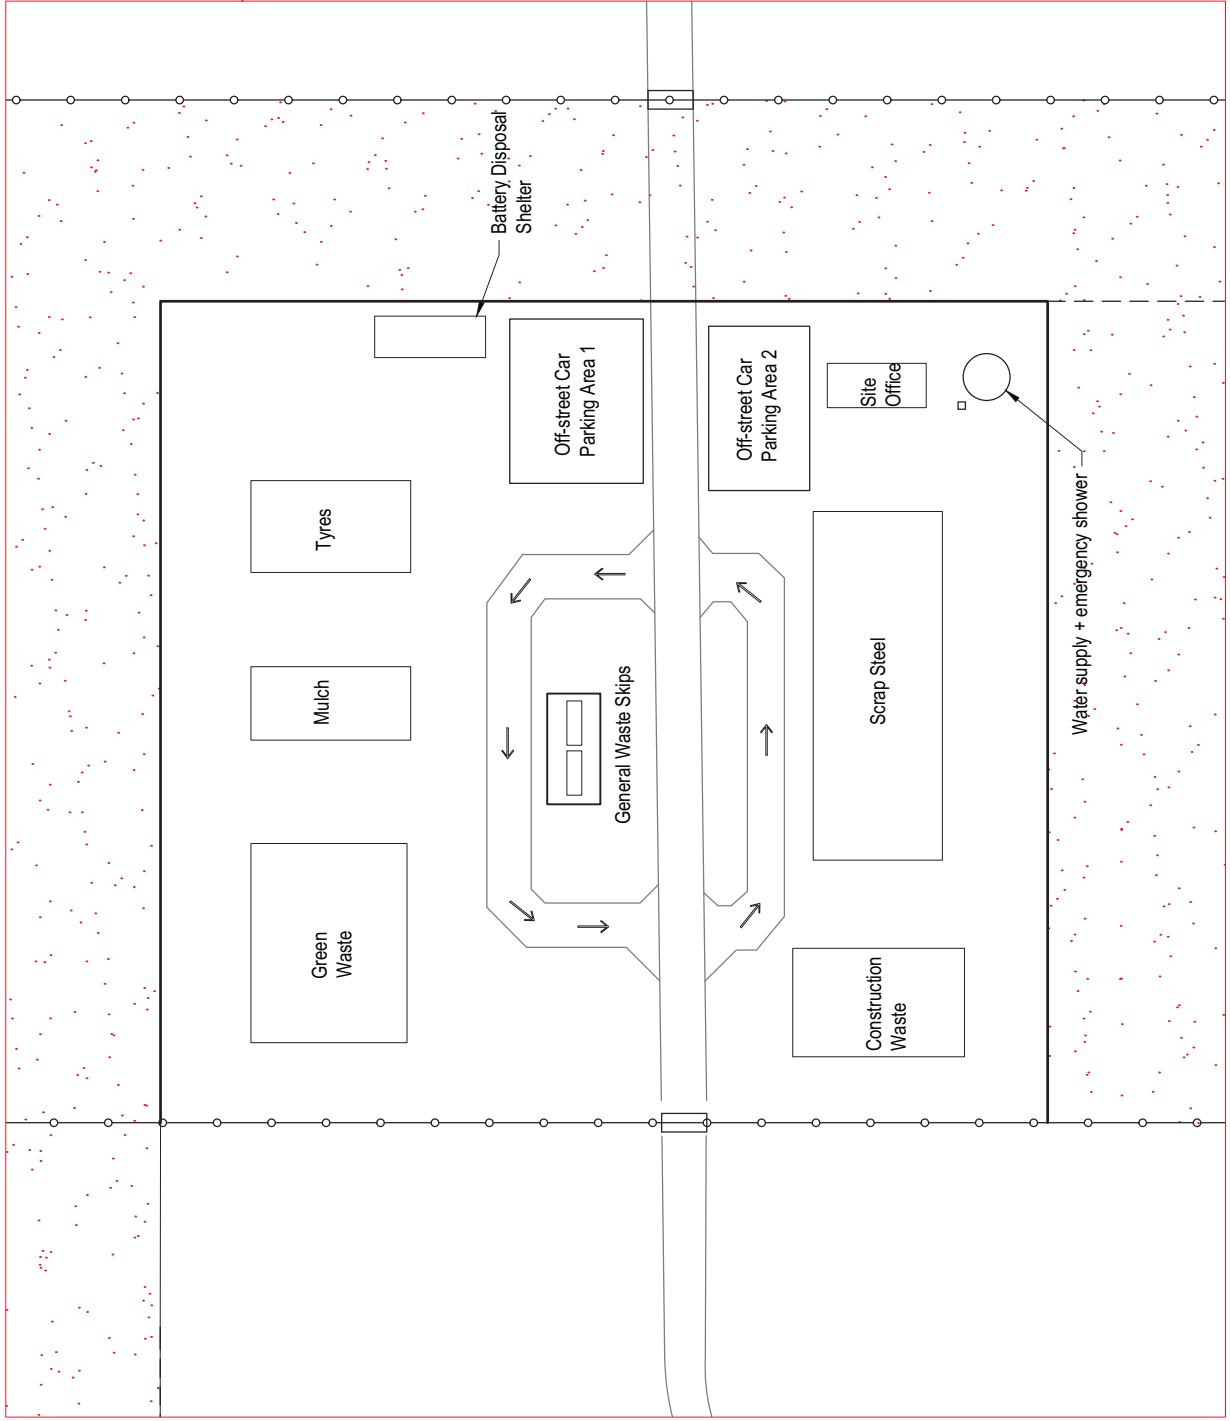 Battery Disposal
Shelter
Off-street Car
Parking Area 1
Off-street Car
Parking Area 2
Site
Office
Tyres
Mulch
General Waste Skips
Scrap Steel
Water supply + emergency shower
Green
Waste
Construction
Waste